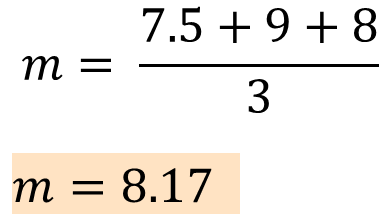 m = (7.5 + 9 + 8) / 3
m = 8.17